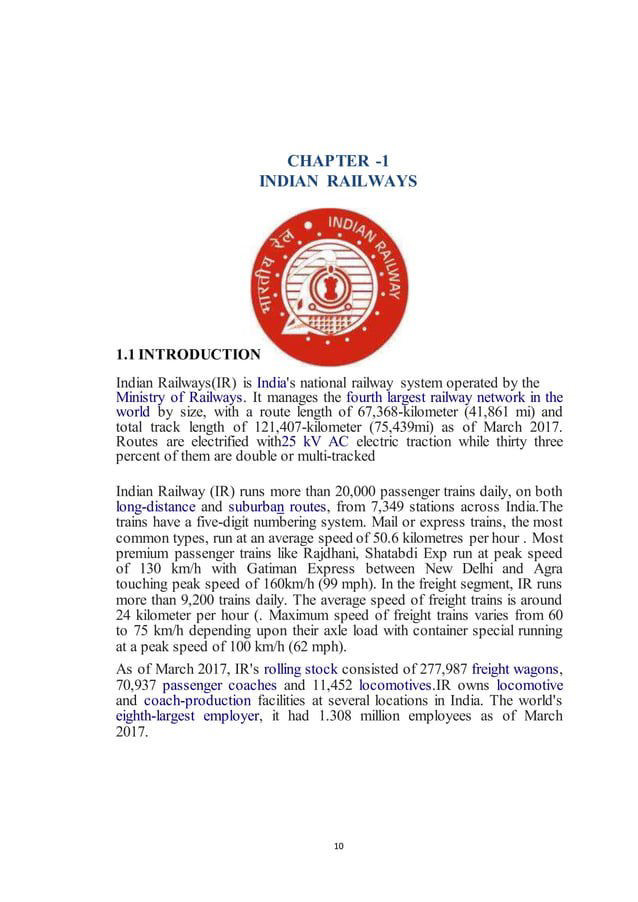 CHAPTER -1
INDIAN RAILWAYS
भारतीय रेल
INDIAN RAILWAY
1.1 INTRODUCTION
Indian Railways(IR) is India's national railway system operated by the
Ministry of Railways. It manages the fourth largest railway network in the
world by size, with a route length of 67,368-kilometer (41,861 mi) and
total track length of 121,407-kilometer (75,439mi) as of March 2017.
Routes are electrified with25 kV AC electric traction while thirty three
percent of them are double or multi-tracked
Indian Railway (IR) runs more than 20,000 passenger trains daily, on both
long-distance and suburban routes, from 7,349 stations across India.The
trains have a five-digit numbering system. Mail or express trains, the most
common types, run at an average speed of 50.6 kilometres per hour . Most
premium passenger trains like Rajdhani, Shatabdi Exp run at peak speed
of 130 km/h with Gatiman Express between New Delhi and Agra
touching peak speed of 160km/h (99 mph). In the freight segment, IR runs
more than 9,200 trains daily. The average speed of freight trains is around
24 kilometer per hour (. Maximum speed of freight trains varies from 60
to 75 km/h depending upon their axle load with container special running
at a peak speed of 100 km/h (62 mph).
As of March 2017, IR's rolling stock consisted of 277,987 freight wagons,
70,937 passenger coaches and 11,452 locomotives.IR owns locomotive
and coach-production facilities at several locations in India. The world's
eighth-largest employer, it had 1.308 million employees as of March
2017.
10